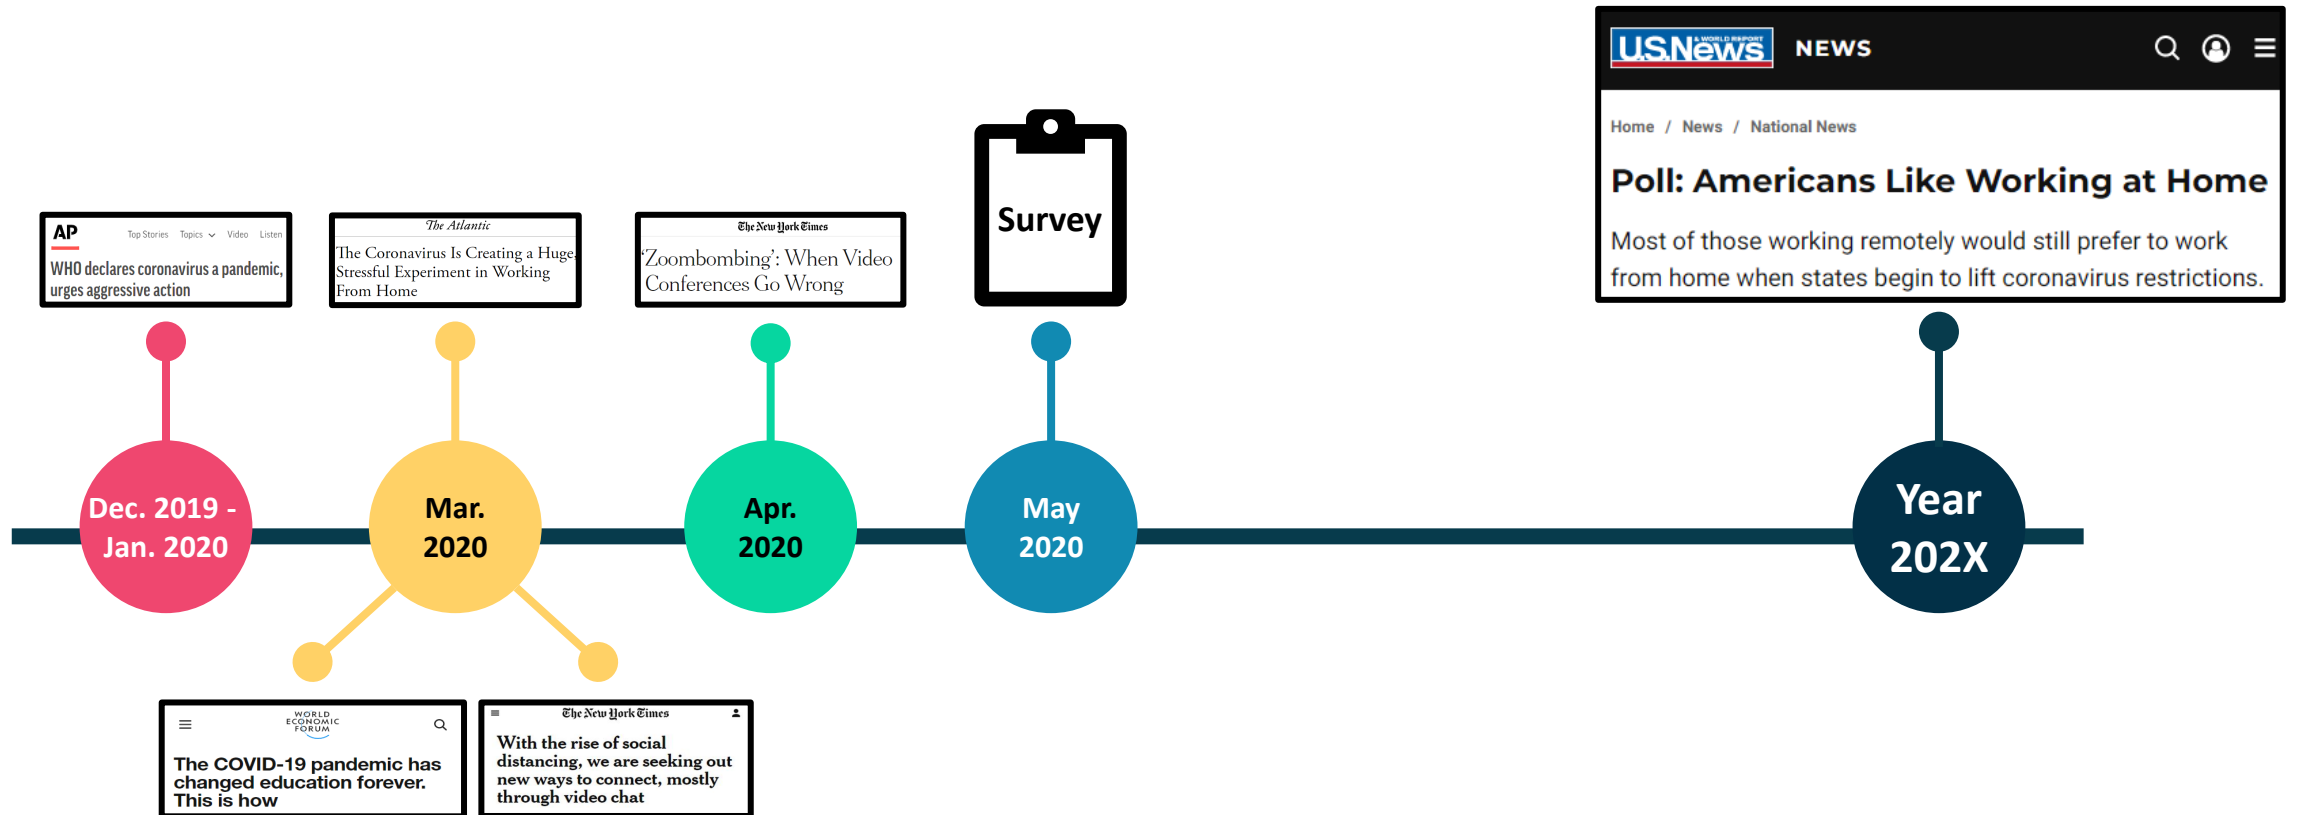 U.S.News
& WORLD REPORT
NEWS
Home / News / National News
Poll: Americans Like Working at Home
Most of those working remotely would still prefer to work
from home when states begin to lift coronavirus restrictions.
Survey
AP
Top Stories Topics Video Listen
WHO declares coronavirus a pandemic,
urges aggressive action
The Atlantic
The Coronavirus Is Creating a Huge,
Stressful Experiment in Working
From Home
The New York Times
‘Zoombombing’: When Video
Conferences Go Wrong
Dec. 2019 -
Jan. 2020
Mar.
2020
Apr.
2020
May
2020
Year
202X
WORLD
ECONOMIC
FORUM
The COVID-19 pandemic has
changed education forever.
This is how
The New York Times
With the rise of social
distancing, we are seeking out
new ways to connect, mostly
through video chat